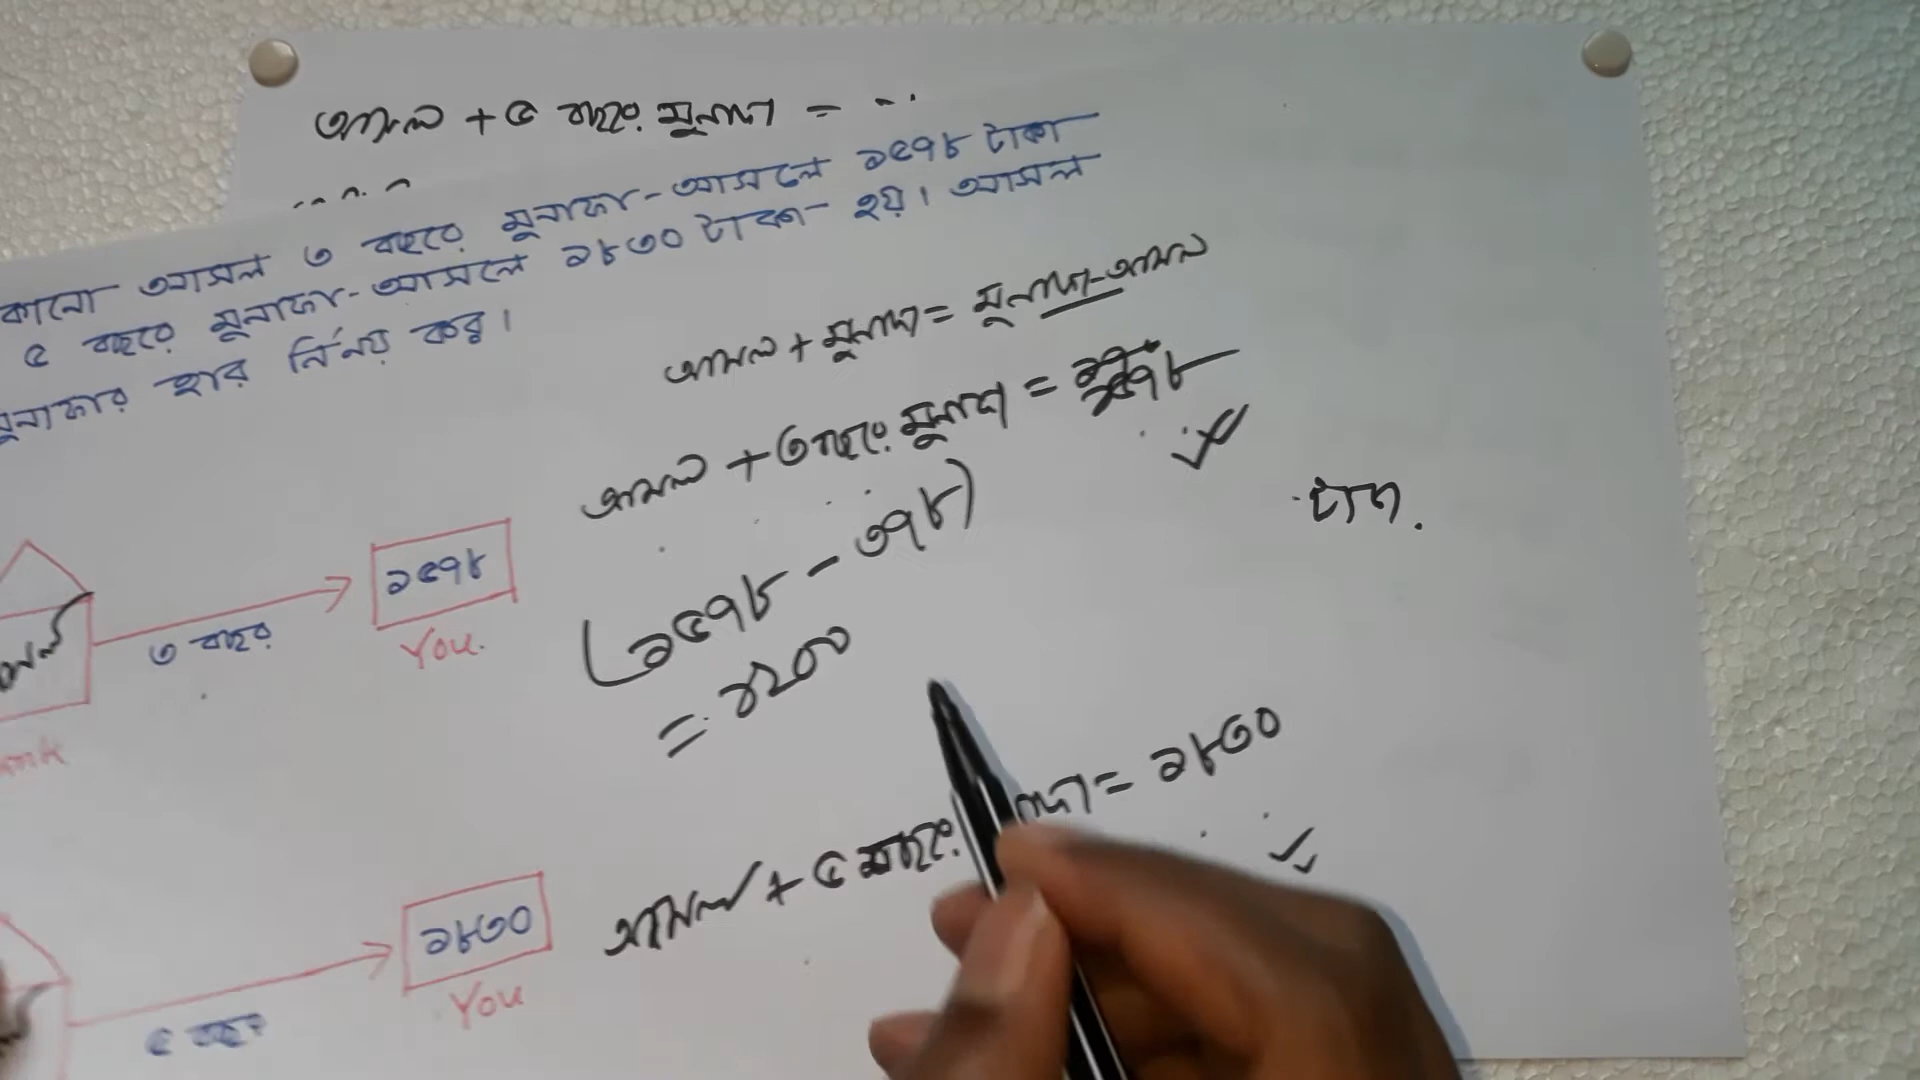 আসল + ৫ বছরে মুনাফা = ...
কোনো আসল ৩ বছরে মুনাফা-আসলে ১৫৭৮ টাকা
৫ বছরে মুনাফা-আসলে ১৮৩০ টাকা হয়। আসল
মুনাফার হার নির্নয় কর।
আসল + মুনাফা = মুনাফা-আসল
আসল + ৩ বছরে মুনাফা = ১৫৭৮
(১৫৭৮ - ৩৭৮)
টাকা.
= ১২০০
১৫৭৮
৩ বছর
You.
আসল + ৫ বছরে = ১৮৩০
১৮৩০
You
৫ বছর